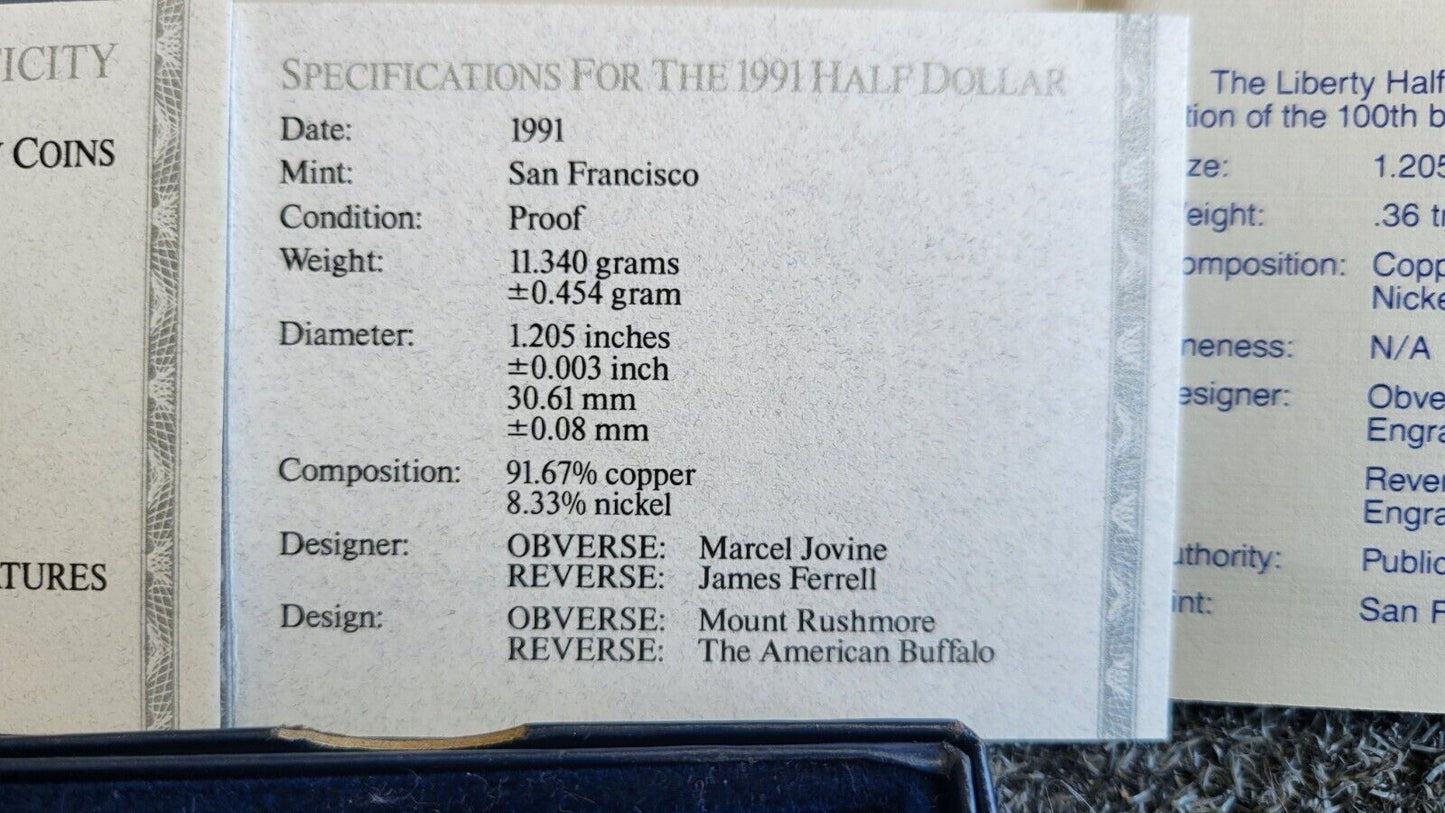 ICITY
COINS
TURES
SPECIFICATIONS FOR THE 1991 HALF DOLLAR
Date: 1991
Mint: San Francisco
Condition: Proof
Weight: 11.340 grams
±0.454 gram
Diameter: 1.205 inches
±0.003 inch
30.61 mm
±0.08 mm
Composition: 91.67% copper
8.33% nickel
Designer: OBVERSE: Marcel Jovine
REVERSE: James Ferrell
Design: OBVERSE: Mount Rushmore
REVERSE: The American Buffalo
The Liberty Half
tion of the 100th b
ze: 1.205
eight: .36 t
omposition: Copp
Nicke
neness: N/A
esigner: Obve
Engra
Rever
Engra
uthority: Public
int: San F